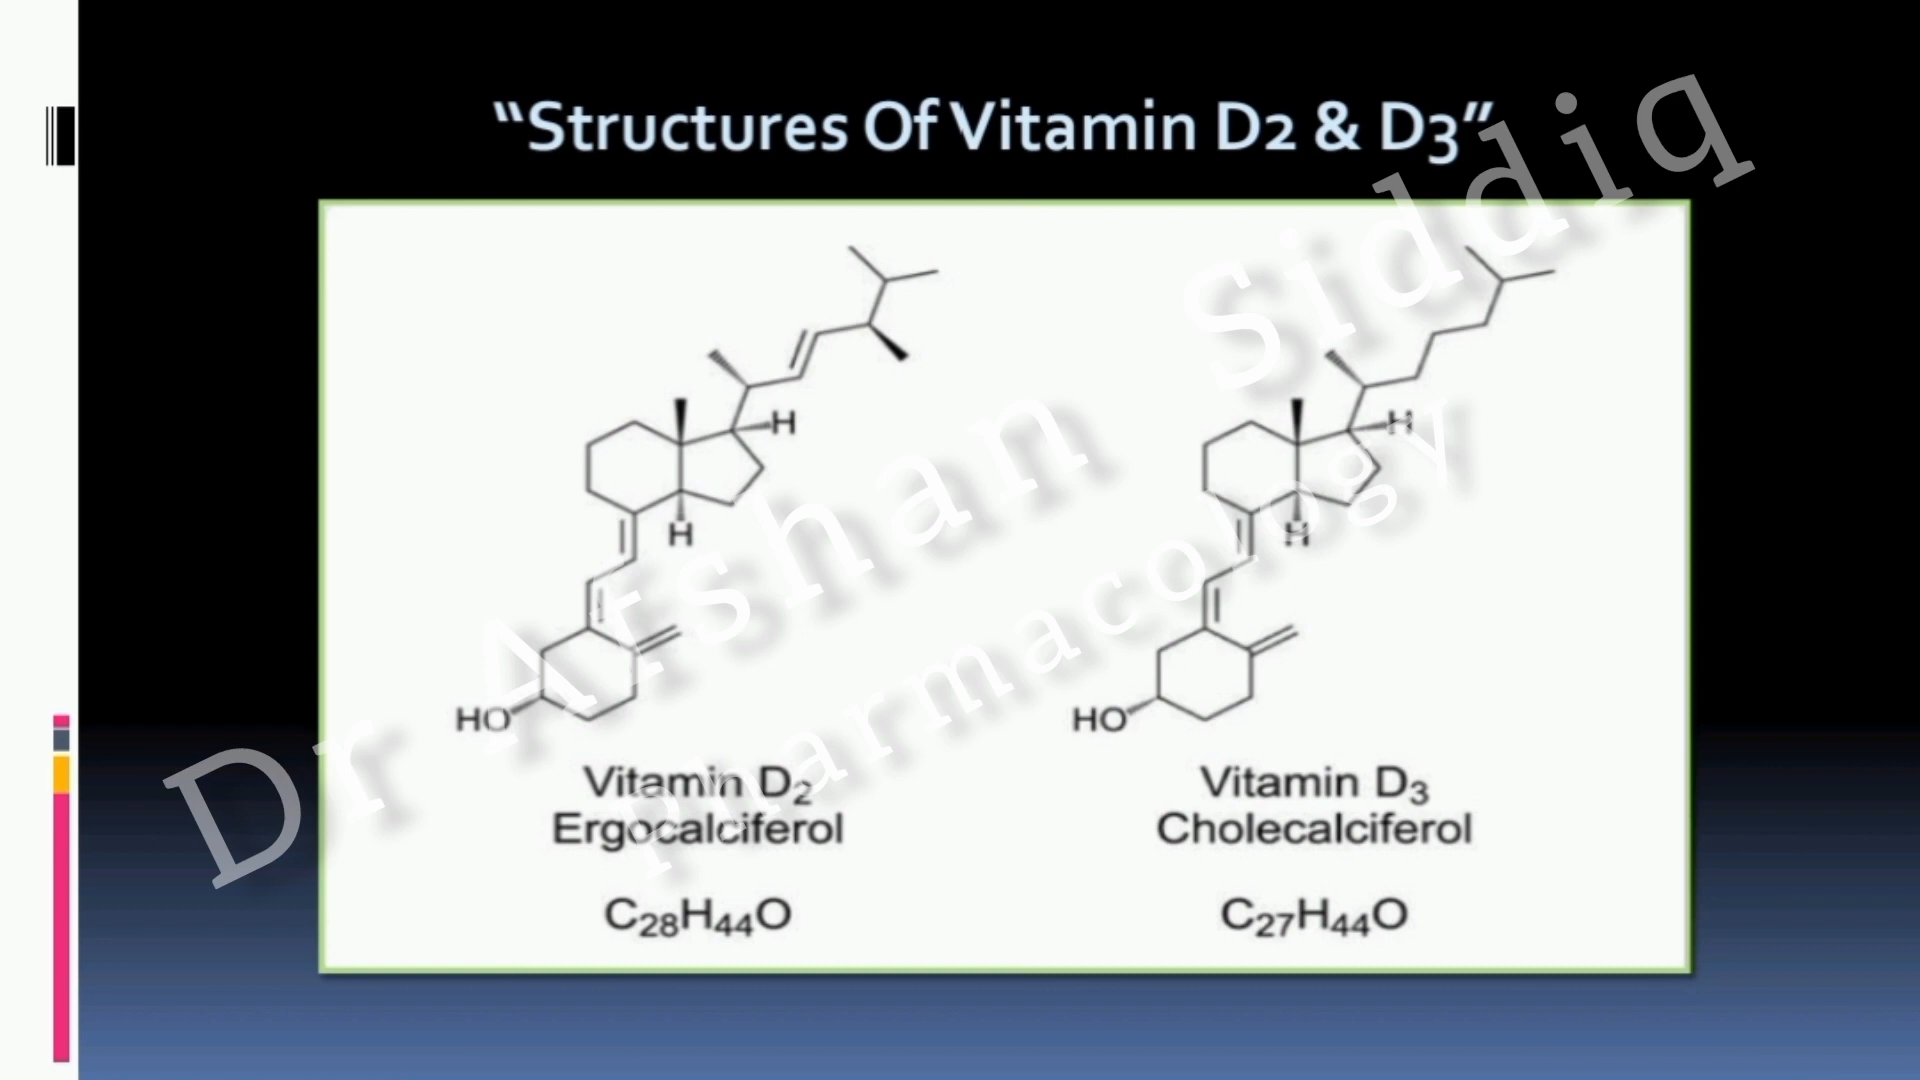 “Structures Of Vitamin D2 & D3”
H
H
HO
Vitamin D₂
Ergocalciferol
C₂₈H₄₄O
H
H
HO
Vitamin D₃
Cholecalciferol
C₂₇H₄₄O
Dr Afshan Siddiq
Pharmacology